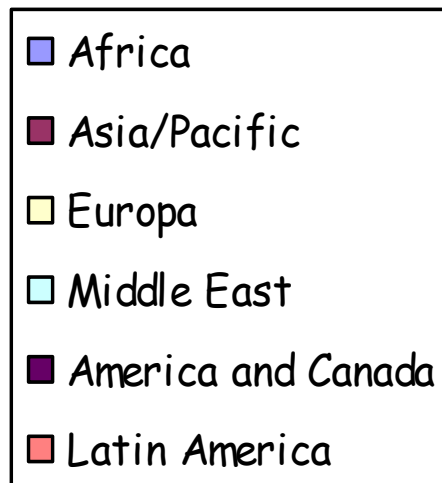 Africa
Asia/Pacific
Europa
Middle East
America and Canada
Latin America